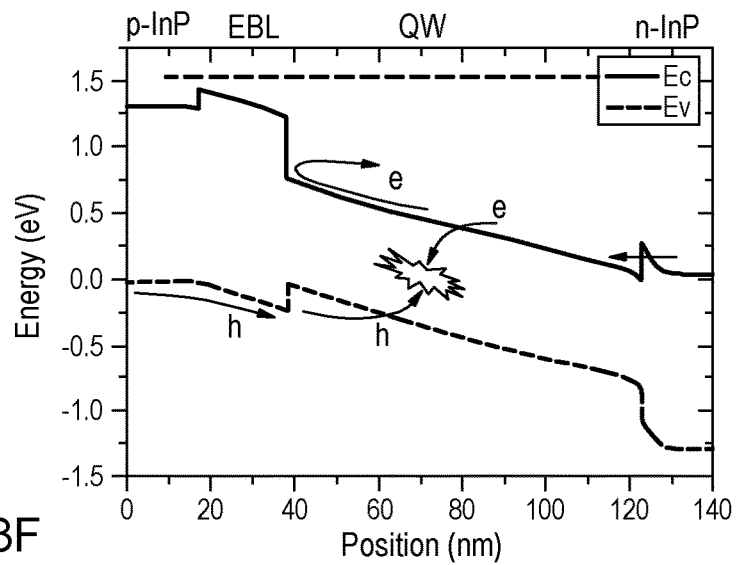 p-InP EBL QW n-InP
1.5
1.0
0.5
0.0
-0.5
-1.0
-1.5
Energy (eV)
Ec
Ev
e
e
h
h
0 20 40 60 80 100 120 140
Position (nm)
3F